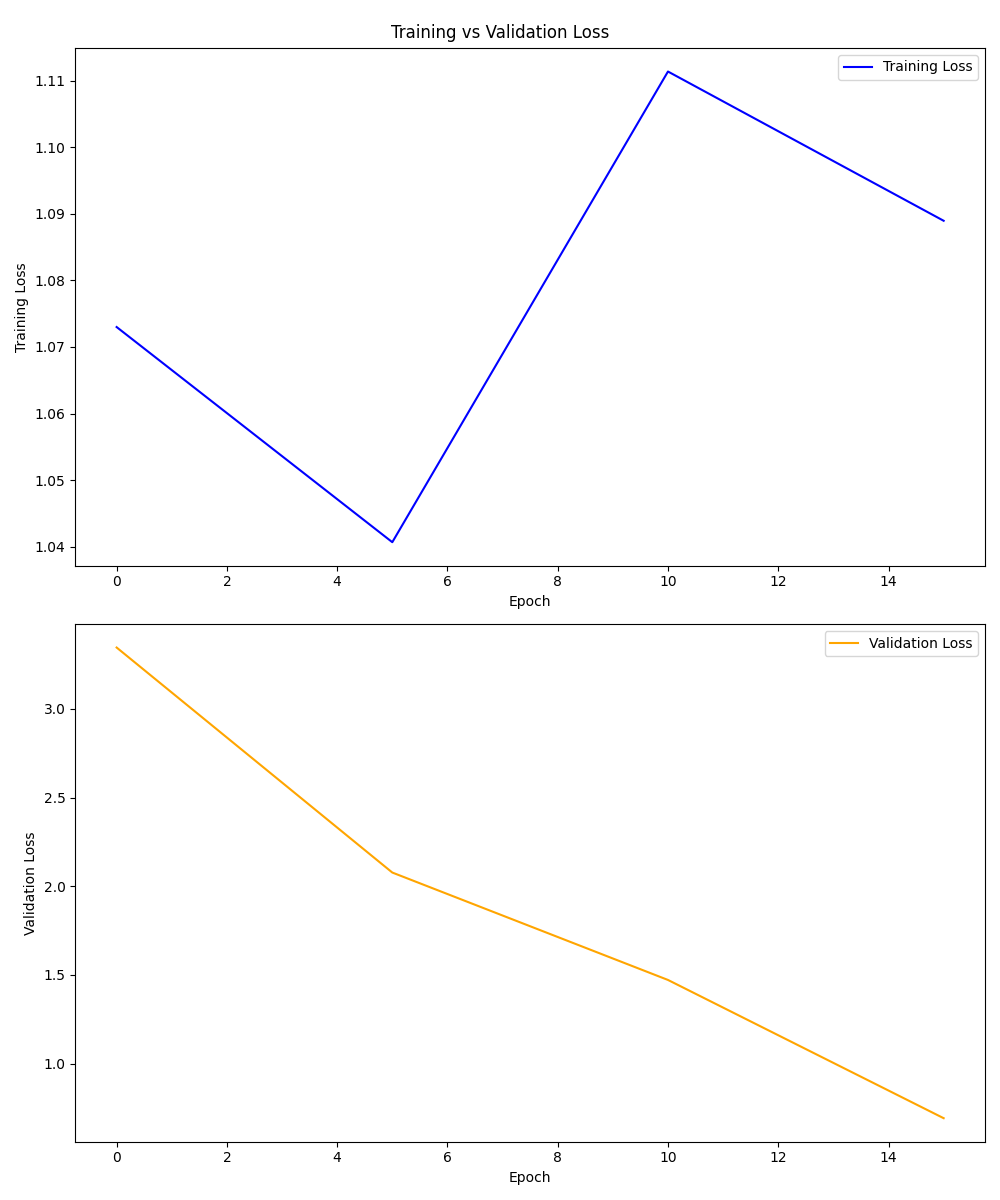 Training vs Validation Loss
Training Loss
1.11
1.10
1.09
1.08
1.07
1.06
1.05
1.04
Training Loss
0 2 4 6 8 10 12 14
Epoch
Validation Loss
3.0
2.5
2.0
1.5
1.0
Validation Loss
0 2 4 6 8 10 12 14
Epoch